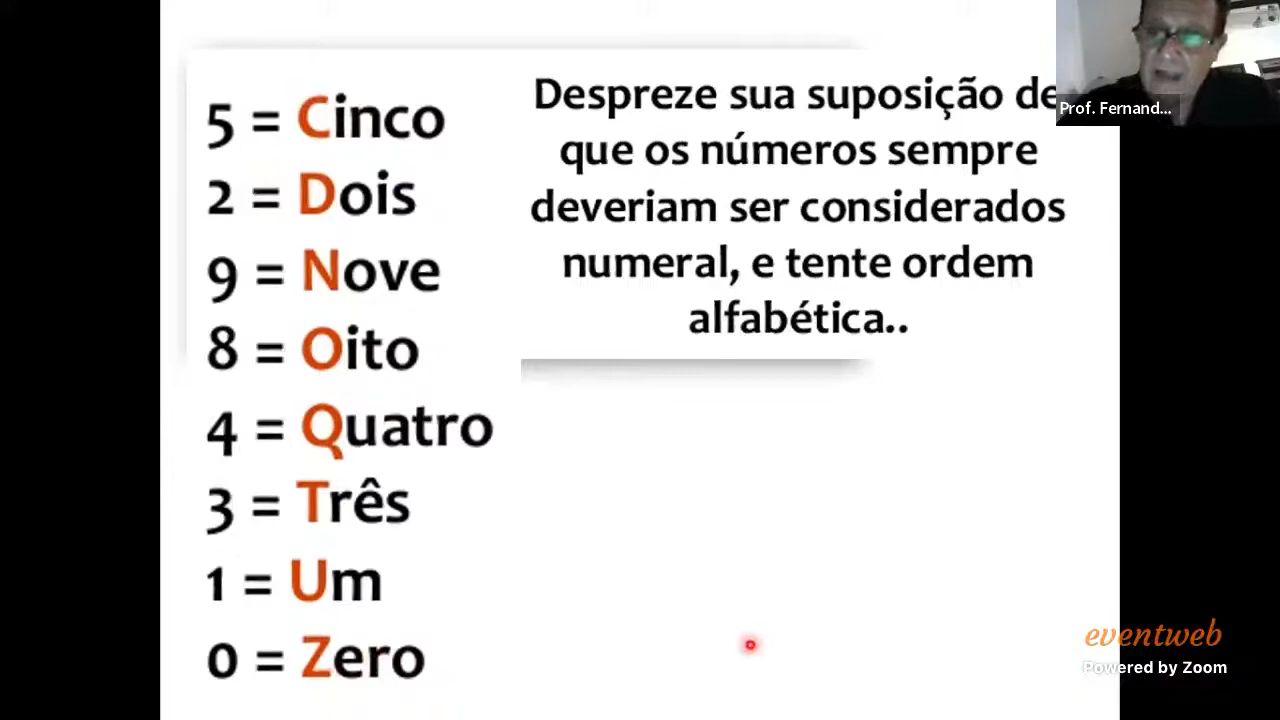 5 = Cinco
2 = Dois
9 = Nove
8 = Oito
4 = Quatro
3 = Três
1 = Um
0 = Zero
Despreze sua suposição de
que os números sempre
deveriam ser considerados
numeral, e tente ordem
alfabética..
Prof. Fernand...
eventweb
Powered by Zoom